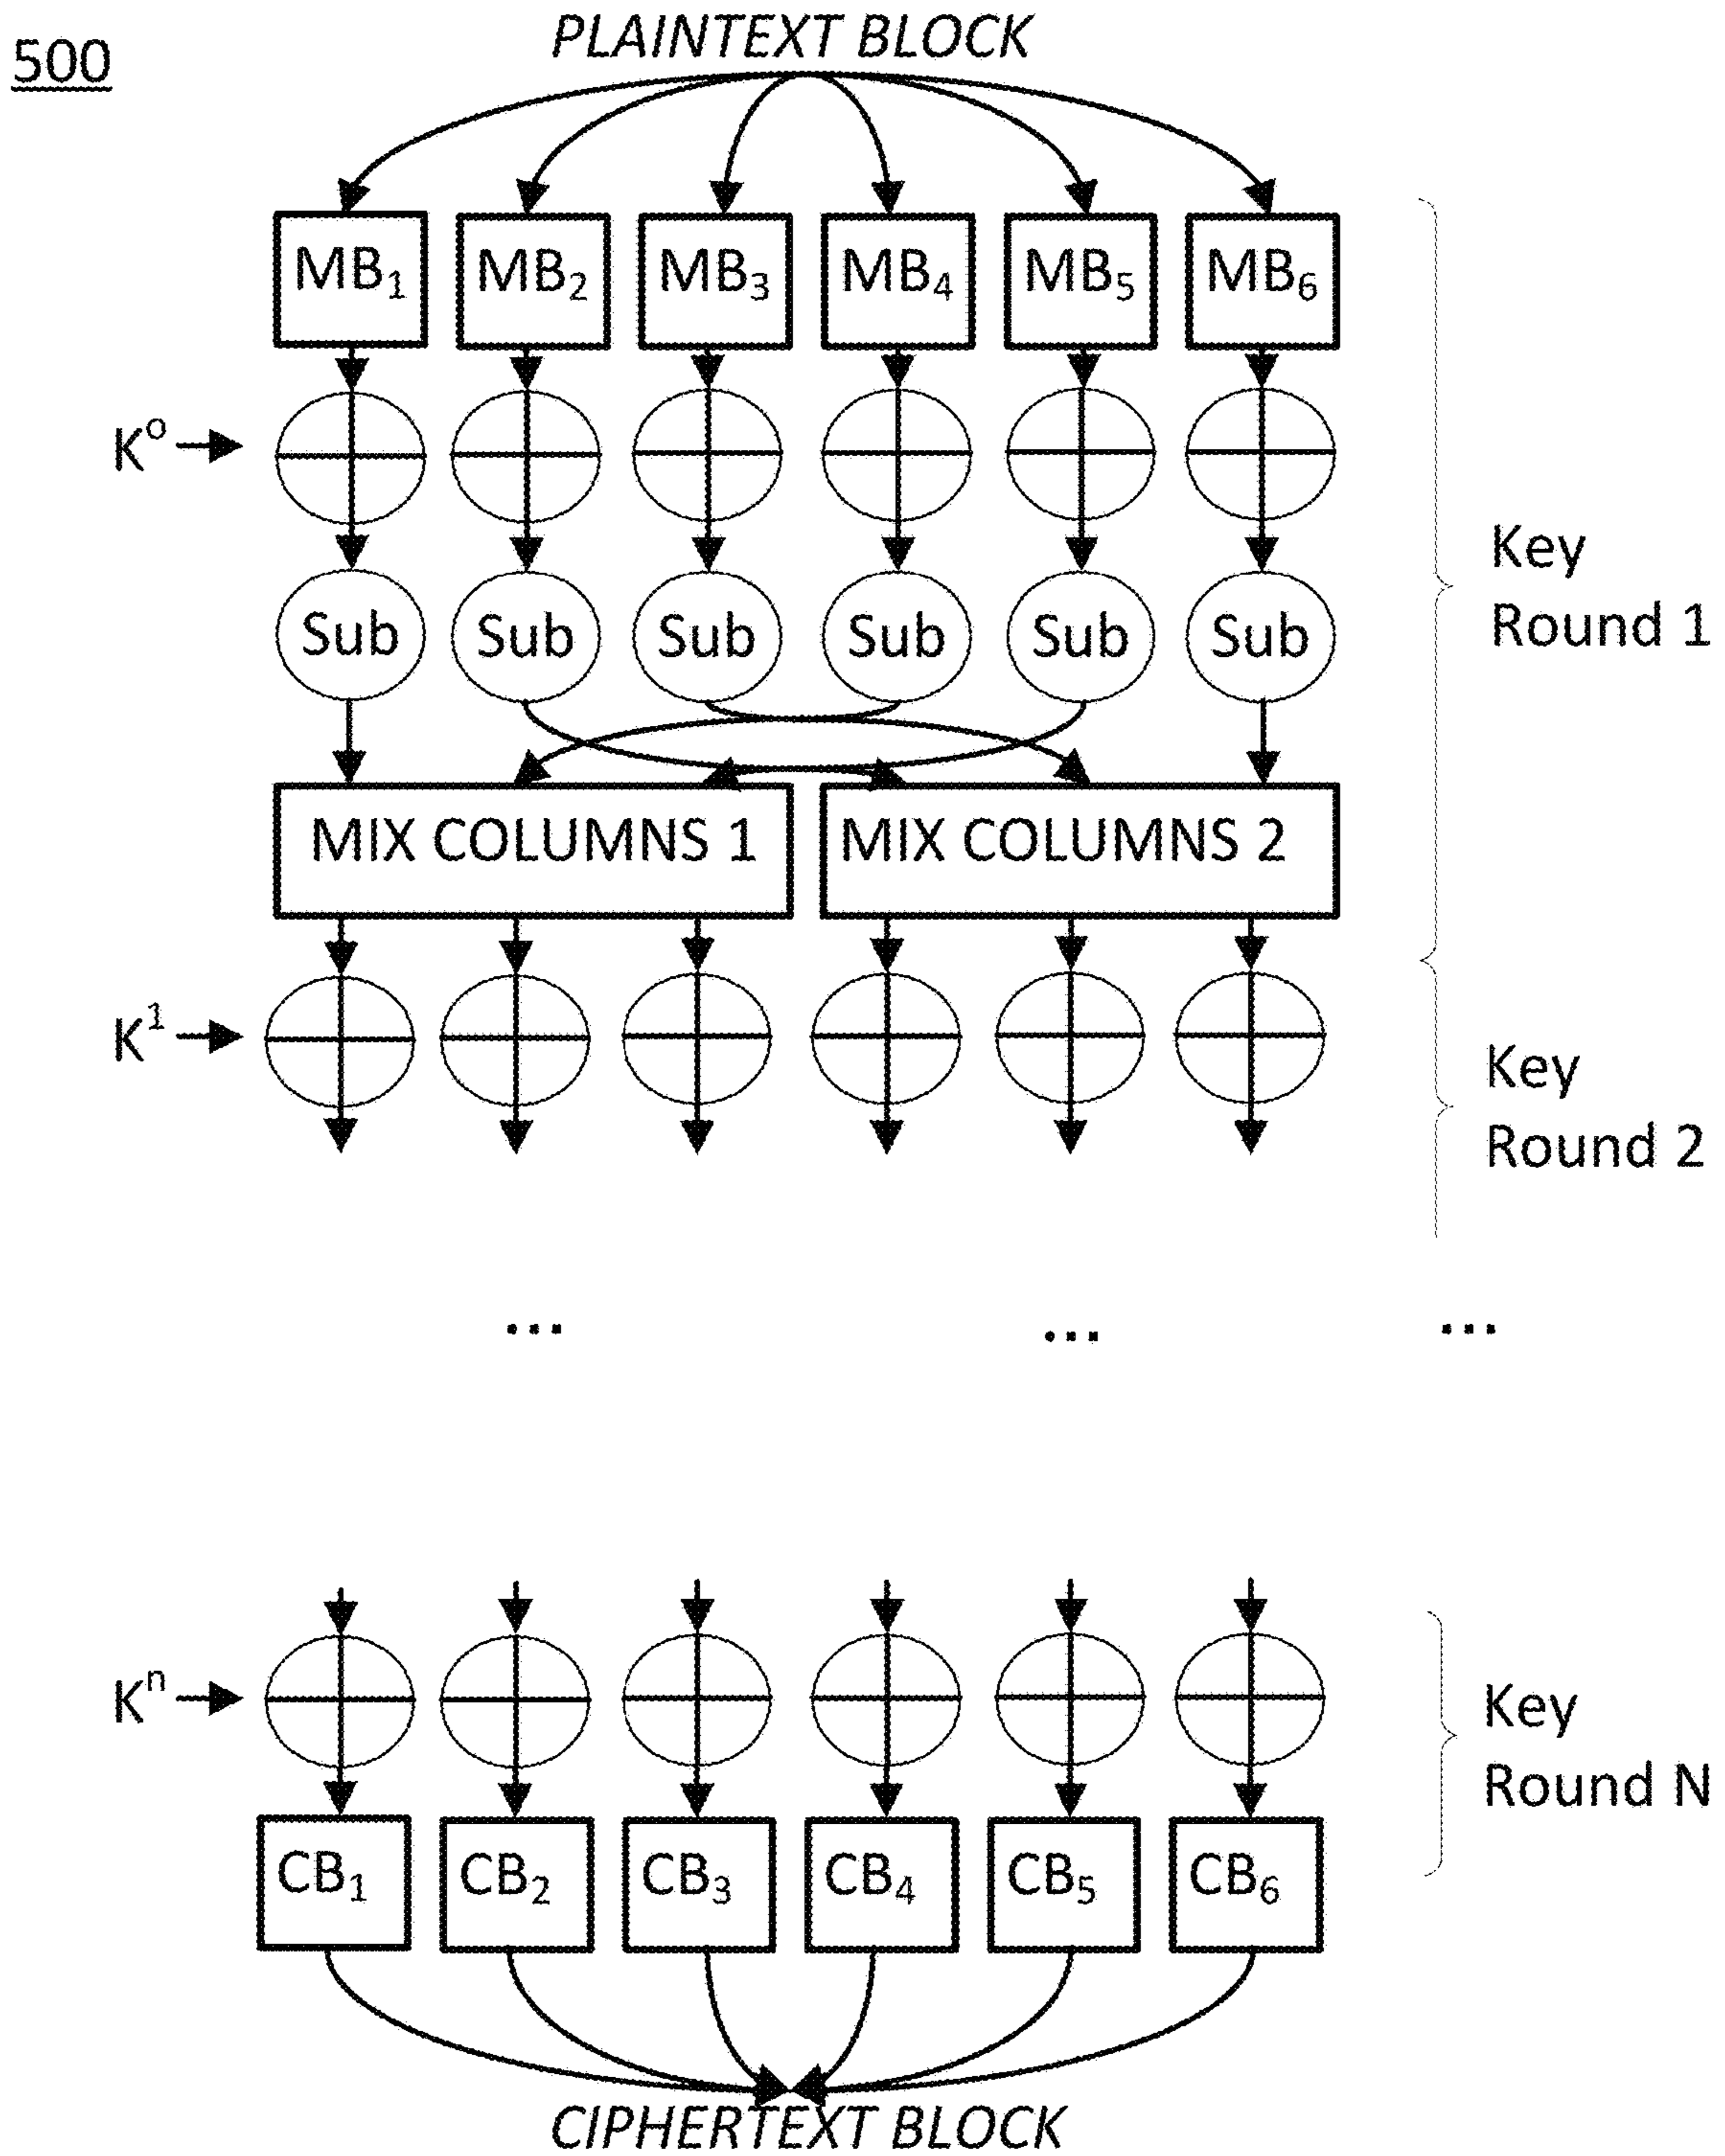 PLAINTEXT BLOCK
500
MB₁ MB₂ MB₃ MB₄ MB₅ MB₆
K⁰
Key
Round 1
Sub Sub Sub Sub Sub Sub
MIX COLUMNS 1 MIX COLUMNS 2
K¹
Key
Round 2
... ... ...
Kⁿ
Key
Round N
CB₁ CB₂ CB₃ CB₄ CB₅ CB₆
CIPHERTEXT BLOCK